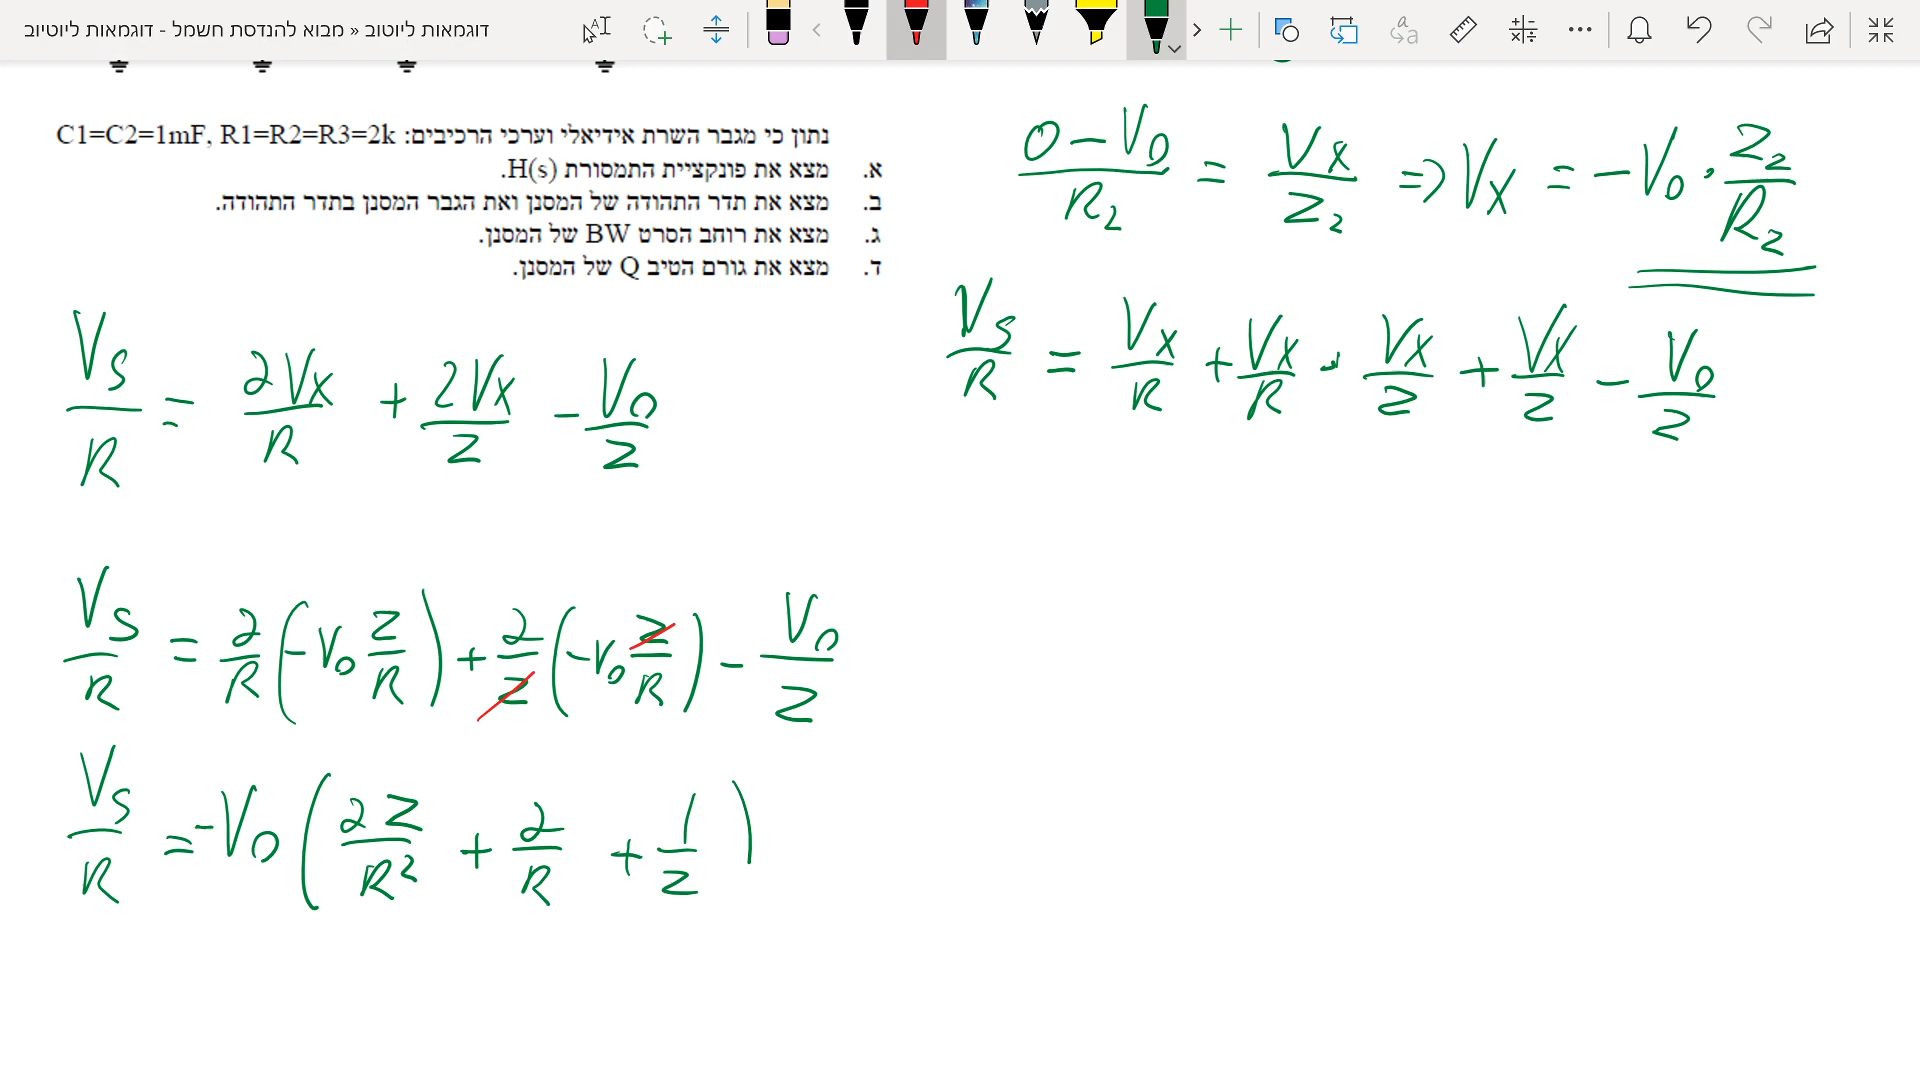 דוגמאות ליוטוב » מבוא להנדסת חשמל - דוגמאות ליוטיוב
נתון כי מגבר השרת אידיאלי וערכי הרכיבים: C1=C2=1mF, R1=R2=R3=2k
א. מצא את פונקציית התמסורת H(s).
ב. מצא את תדר התהודה של המסנן ואת הגבר המסנן בתדר התהודה.
ג. מצא את רוחב הסרט BW של המסנן.
ד. מצא את גורם הטיב Q של המסנן.
(0-V0)/R2 = Vx/Z2 => Vx = -V0 · Z2/R2
Vs/R = Vx/R + Vx/R + Vx/Z + Vx/Z - V0/Z
Vs/R = 2Vx/R + 2Vx/Z - V0/Z
Vs/R = 2/R (-V0 Z/R) + 2/Z (-V0 Z/R) - V0/Z
Vs/R = -V0 (2Z/R² + 2/R + 1/Z)